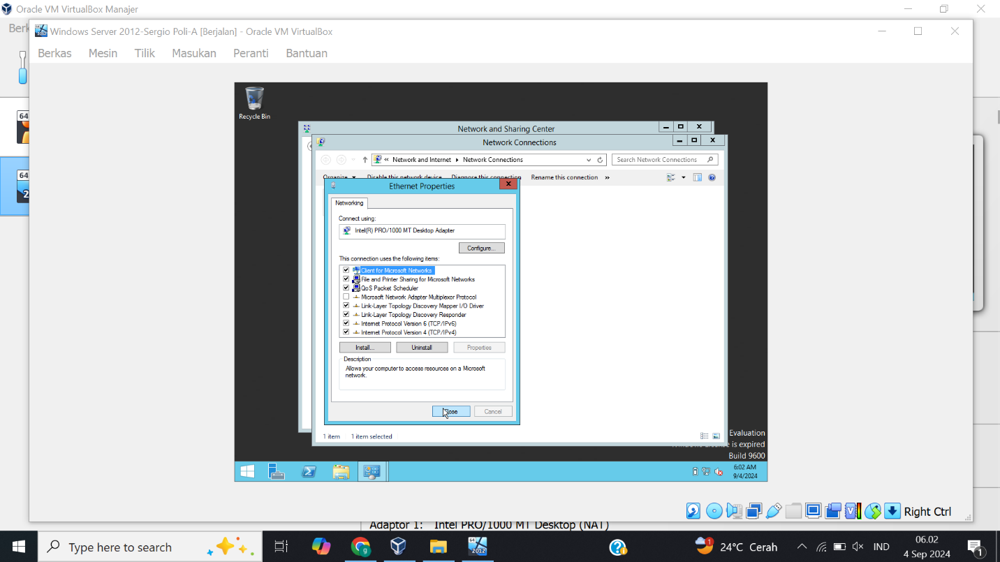 Oracle VM VirtualBox Manajer
Berk
Windows Server 2012-Sergio Poli-A [Berjalan] - Oracle VM VirtualBox
Berkas Mesin Tilik Masukan Peranti Bantuan
64
64
2
Recycle Bin
Network and Sharing Center
Network Connections
« Network and Internet Network Connections
Search Network Connections
Organize Disable this network device Diagnose this connection Rename this connection »
Ethernet Properties
Networking
Connect using:
Intel(R) PRO/1000 MT Desktop Adapter
Configure...
This connection uses the following items:
Client for Microsoft Networks
File and Printer Sharing for Microsoft Networks
QoS Packet Scheduler
Microsoft Network Adapter Multiplexor Protocol
Link-Layer Topology Discovery Mapper I/O Driver
Link-Layer Topology Discovery Responder
Internet Protocol Version 6 (TCP/IPv6)
Internet Protocol Version 4 (TCP/IPv4)
Install... Uninstall Properties
Description
Allows your computer to access resources on a Microsoft
network.
Close Cancel
1 item 1 item selected
Evaluation
is expired
Build 9600
6:02 AM
9/4/2024
Right Ctrl
Adaptor 1: Intel PRO/1000 MT Desktop (NAT)
Type here to search
64
2012
1
24°C Cerah
IND
06.02
4 Sep 2024
1